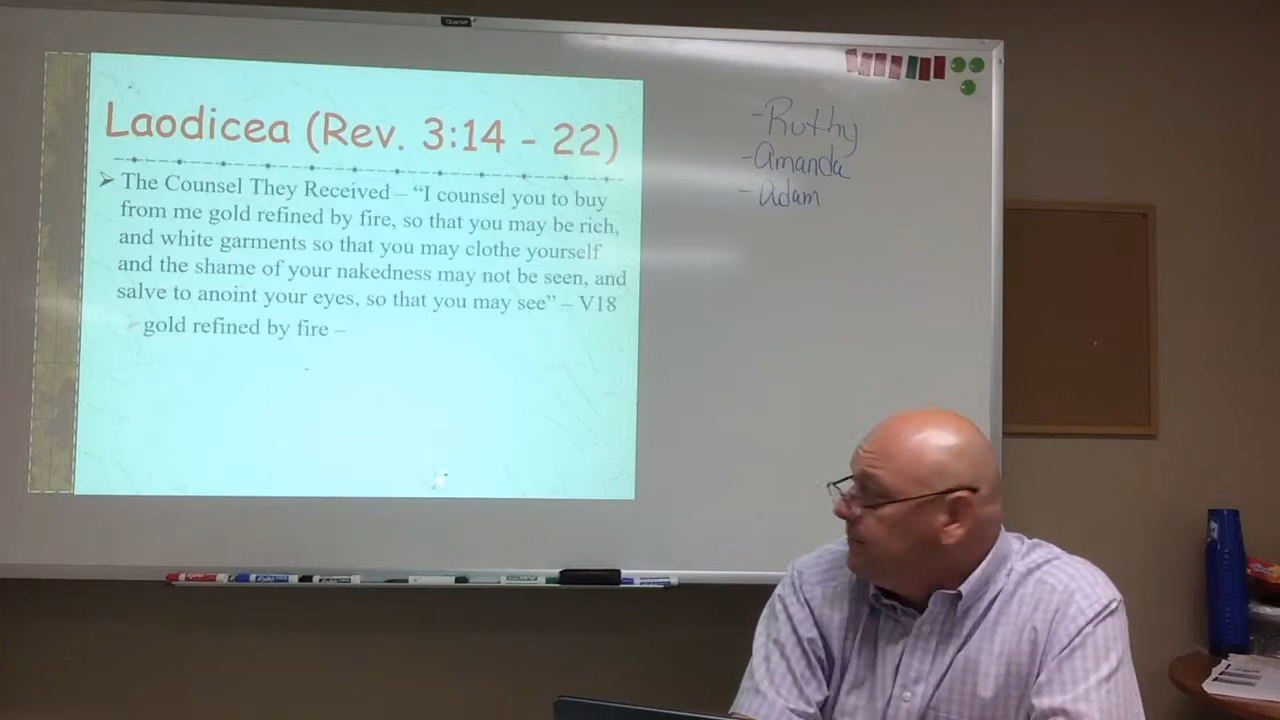 Quartet
Laodicea (Rev. 3:14 - 22)
➤ The Counsel They Received – “I counsel you to buy
from me gold refined by fire, so that you may be rich,
and white garments so that you may clothe yourself
and the shame of your nakedness may not be seen, and
salve to anoint your eyes, so that you may see” – V18
gold refined by fire –
-Ruthy
-Amanda
- Adam